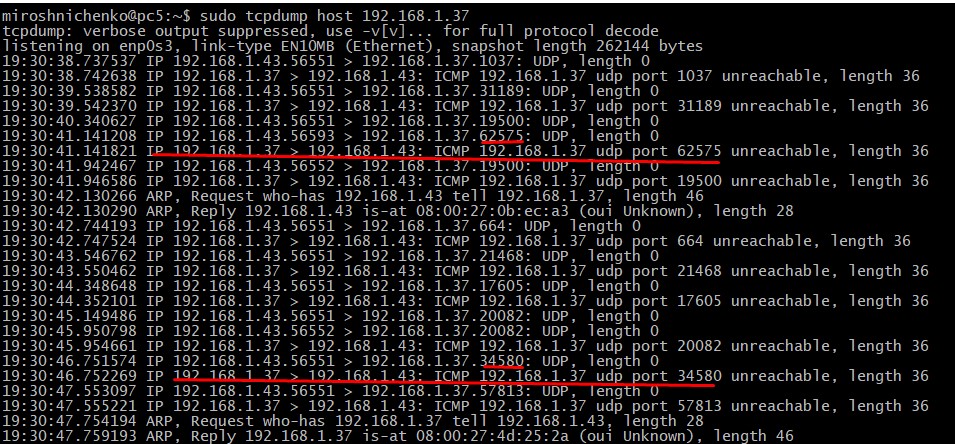 miroshnichenko@pc5:~$ sudo tcpdump host 192.168.1.37
tcpdump: verbose output suppressed, use -v[v]... for full protocol decode
listening on enp0s3, link-type EN10MB (Ethernet), snapshot length 262144 bytes
19:30:38.737537 IP 192.168.1.43.56551 > 192.168.1.37.1037: UDP, length 0
19:30:38.742638 IP 192.168.1.37 > 192.168.1.43: ICMP 192.168.1.37 udp port 1037 unreachable, length 36
19:30:39.538582 IP 192.168.1.43.56551 > 192.168.1.37.31189: UDP, length 0
19:30:39.542370 IP 192.168.1.37 > 192.168.1.43: ICMP 192.168.1.37 udp port 31189 unreachable, length 36
19:30:40.340627 IP 192.168.1.43.56551 > 192.168.1.37.19500: UDP, length 0
19:30:41.141208 IP 192.168.1.43.56593 > 192.168.1.37.62575: UDP, length 0
19:30:41.141821 IP 192.168.1.37 > 192.168.1.43: ICMP 192.168.1.37 udp port 62575 unreachable, length 36
19:30:41.942467 IP 192.168.1.43.56552 > 192.168.1.37.19500: UDP, length 0
19:30:41.946586 IP 192.168.1.37 > 192.168.1.43: ICMP 192.168.1.37 udp port 19500 unreachable, length 36
19:30:42.130266 ARP, Request who-has 192.168.1.43 tell 192.168.1.37, length 46
19:30:42.130290 ARP, Reply 192.168.1.43 is-at 08:00:27:0b:ec:a3 (oui Unknown), length 28
19:30:42.744193 IP 192.168.1.43.56551 > 192.168.1.37.664: UDP, length 0
19:30:42.747524 IP 192.168.1.37 > 192.168.1.43: ICMP 192.168.1.37 udp port 664 unreachable, length 36
19:30:43.546762 IP 192.168.1.43.56551 > 192.168.1.37.21468: UDP, length 0
19:30:43.550462 IP 192.168.1.37 > 192.168.1.43: ICMP 192.168.1.37 udp port 21468 unreachable, length 36
19:30:44.348648 IP 192.168.1.43.56551 > 192.168.1.37.17605: UDP, length 0
19:30:44.352101 IP 192.168.1.37 > 192.168.1.43: ICMP 192.168.1.37 udp port 17605 unreachable, length 36
19:30:45.149486 IP 192.168.1.43.56551 > 192.168.1.37.20082: UDP, length 0
19:30:45.950798 IP 192.168.1.43.56552 > 192.168.1.37.20082: UDP, length 0
19:30:45.954661 IP 192.168.1.37 > 192.168.1.43: ICMP 192.168.1.37 udp port 20082 unreachable, length 36
19:30:46.751574 IP 192.168.1.43.56551 > 192.168.1.37.34580: UDP, length 0
19:30:46.752269 IP 192.168.1.37 > 192.168.1.43: ICMP 192.168.1.37 udp port 34580 unreachable, length 36
19:30:47.553097 IP 192.168.1.43.56551 > 192.168.1.37.57813: UDP, length 0
19:30:47.555221 IP 192.168.1.37 > 192.168.1.43: ICMP 192.168.1.37 udp port 57813 unreachable, length 36
19:30:47.754194 ARP, Request who-has 192.168.1.37 tell 192.168.1.43, length 28
19:30:47.759193 ARP, Reply 192.168.1.37 is-at 08:00:27:4d:25:2a (oui Unknown), length 46